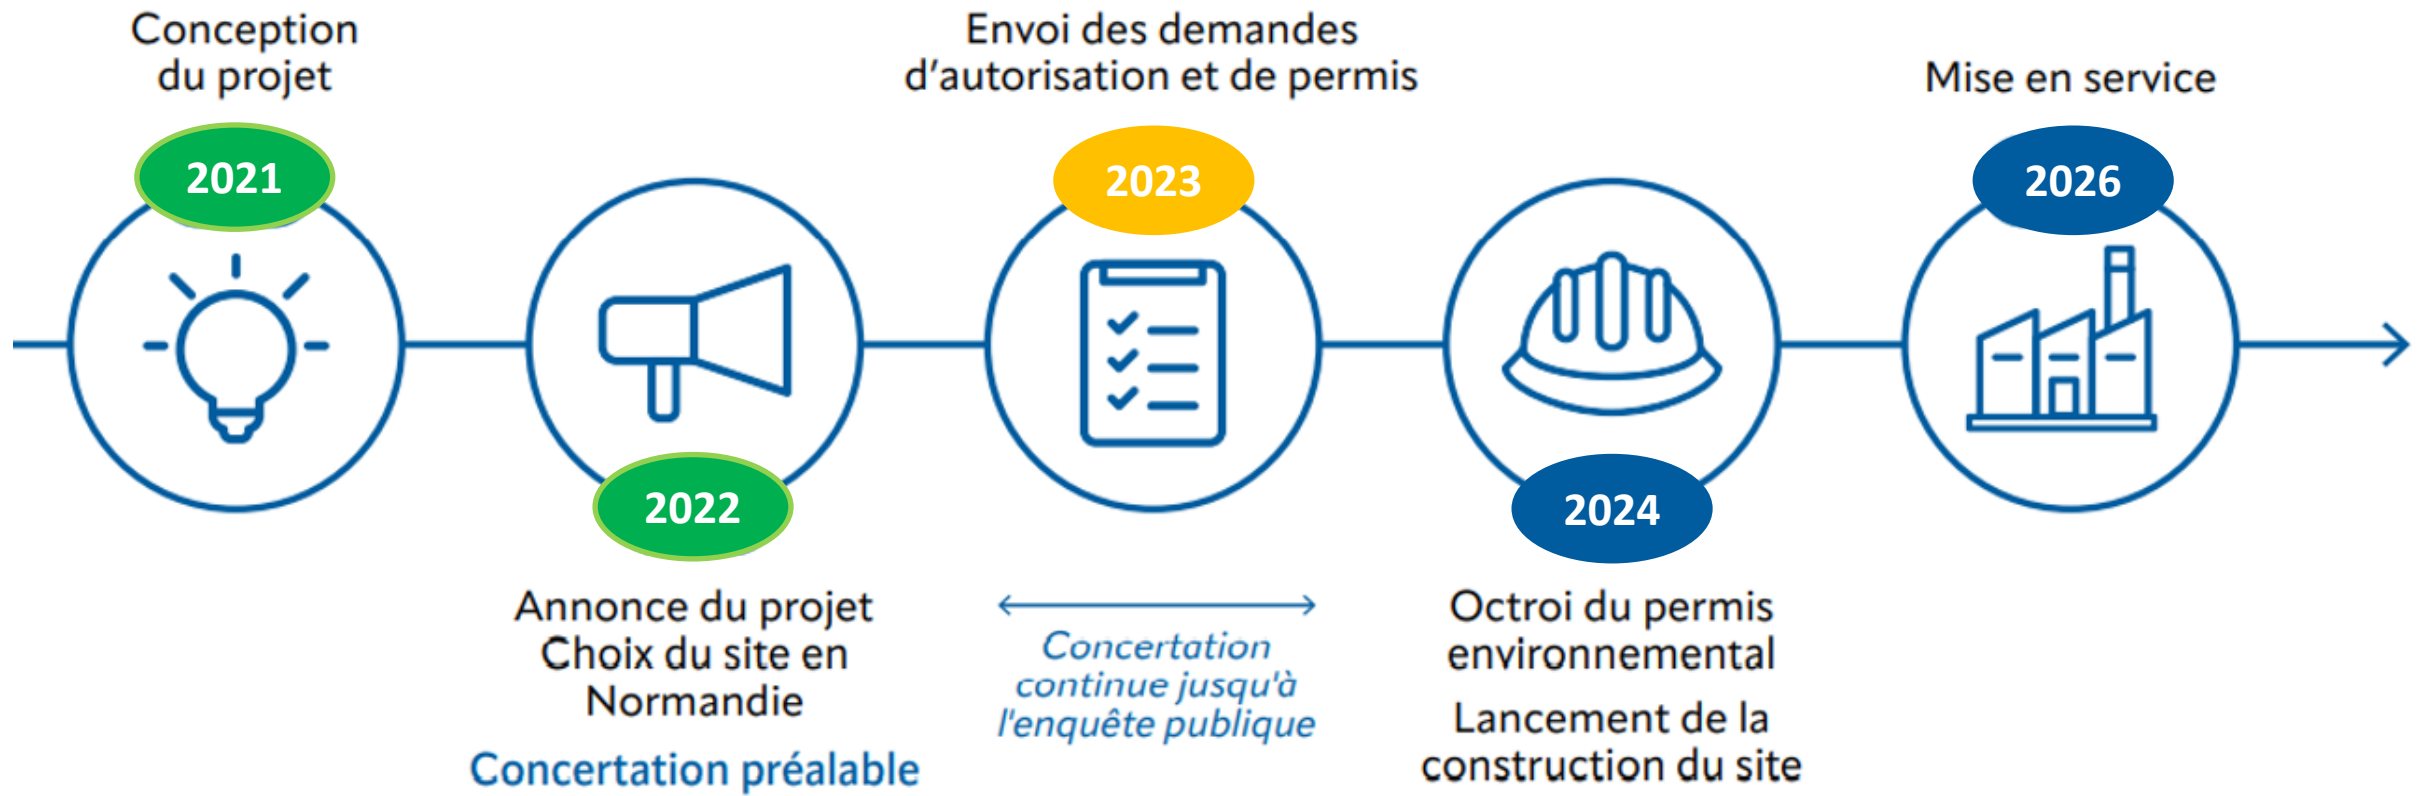 Conception
du projet
2021
2022
Annonce du projet
Choix du site en
Normandie
Concertation préalable
Envoi des demandes
d'autorisation et de permis
2023
Concertation
continue jusqu'à
l'enquête publique
2024
Octroi du permis
environnemental
Lancement de la
construction du site
Mise en service
2026